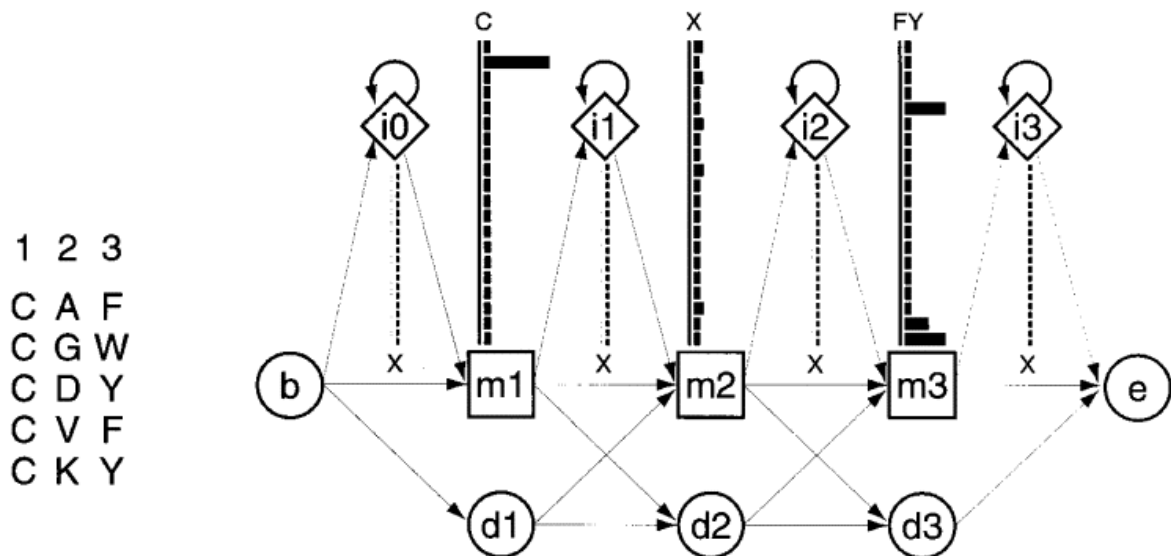 C X FY
i0 i1 i2 i3
1 2 3
C A F
C G W
C D Y
C V F
C K Y
X X X X
b m1 m2 m3 e
d1 d2 d3